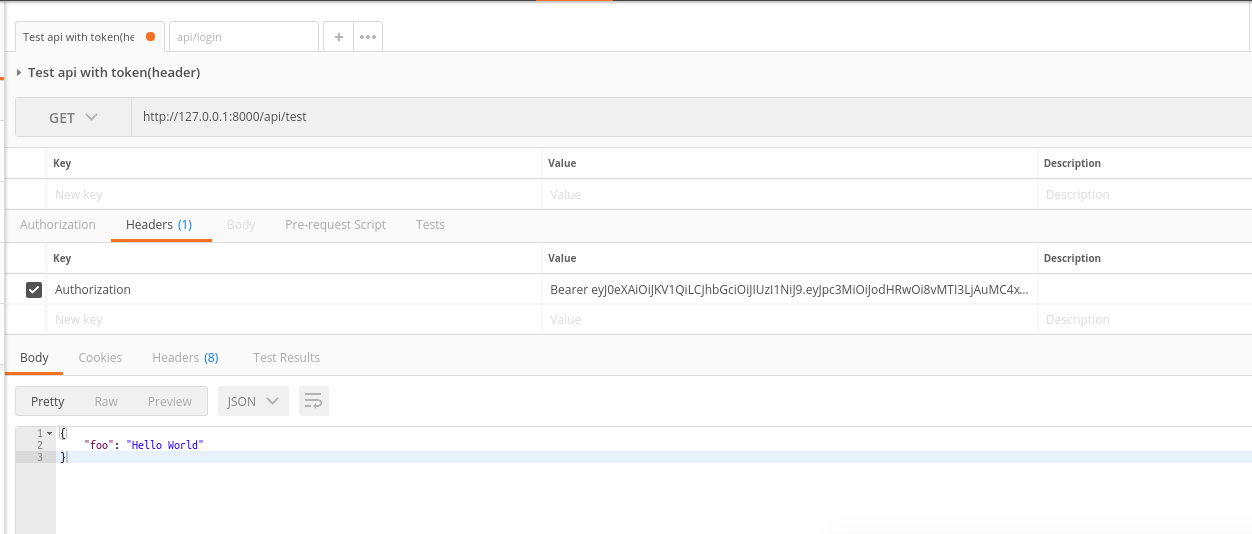 Test api with token(he
api/login
+
•••
Test api with token(header)
GET
http://127.0.0.1:8000/api/test
Key Value Description
New key Value Description
Authorization Headers (1) Body Pre-request Script Tests
Key Value Description
Authorization Bearer eyJ0eXAiOiJKV1QiLCJhbGciOiJIUzI1NiJ9.eyJpc3MiOiJodHRwOi8vMTI3LjAuMC4x...
New key Value Description
Body Cookies Headers (8) Test Results
Pretty Raw Preview JSON
1 {
2 "foo": "Hello World"
3 }